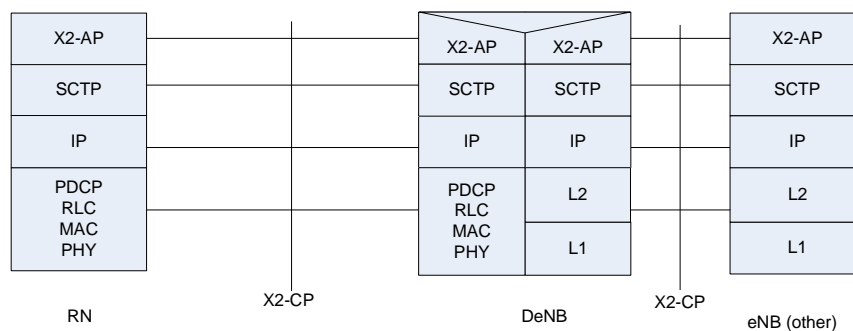 X2-AP
X2-AP
X2-AP
X2-AP
SCTP
SCTP
SCTP
SCTP
IP
IP
IP
IP
PDCP
RLC
MAC
PHY
PDCP
RLC
MAC
PHY
L2
L1
L2
L1
X2-CP
X2-CP
RN
DeNB
eNB (other)